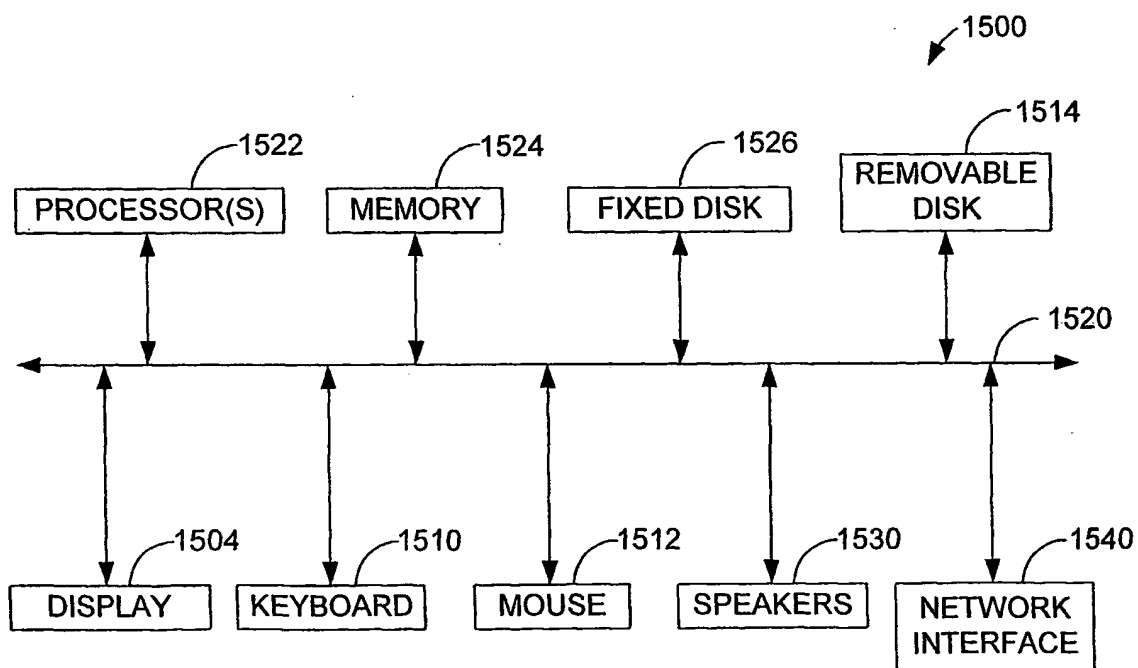 1500
1522
1524
1526
1514
PROCESSOR(S)
MEMORY
FIXED DISK
REMOVABLE
DISK
1520
1504
1510
1512
1530
1540
DISPLAY
KEYBOARD
MOUSE
SPEAKERS
NETWORK
INTERFACE